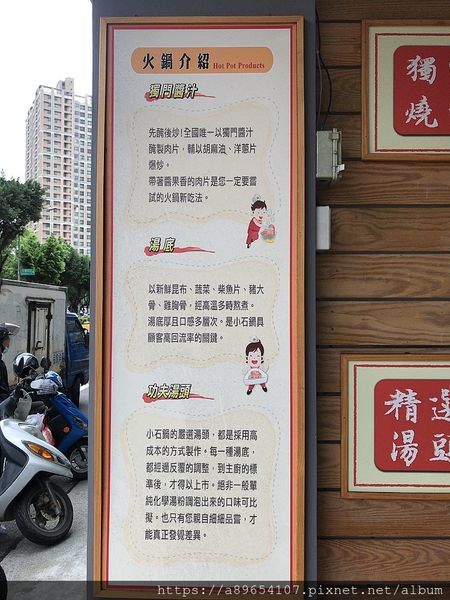 火鍋介紹 Hot Pot Products
獨門醬汁
先醃後炒!全國唯一以獨門醬汁
醃製肉片，輔以胡麻油、洋蔥片
爆炒。
帶著醬果香的肉片是您一定要嘗
試的火鍋新吃法。
湯底
以新鮮昆布、蔬菜、柴魚片、豬大
骨、雞胸骨，經高溫多時熬煮。
湯底厚且口感多層次。是小石鍋具
顧客高回流率的關鍵。
功夫湯頭
小石鍋的嚴選湯頭，都是採用高
成本的方式製作。每一種湯底，
都經過反覆的調整，到主廚的標
準後，才得以上市。絕非一般單
純化學湯粉調泡出來的口味可比
擬。也只有您親自細細品嘗，才
能真正發覺差異。
獨
燒
精選
湯頭
https://a89654107.pixnet.net/album